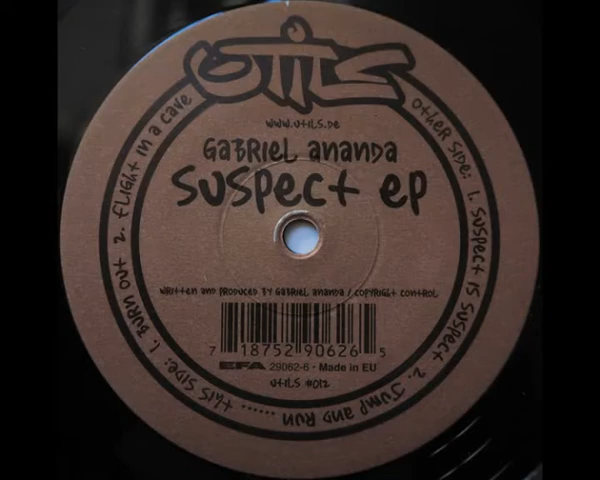 UTILS
www.UTILS.DE
GABRIEL ANANDA
SUSPECT EP
WRITTEN AND PRODUCED BY GABRIEL ANANDA / COPYRIGHT CONTROL
7 18752 90626 5
EFA 29062-6 · Made in EU
UTILS #012
THIS SIDE: 1. BURN OUT 2. FLIGHT IN A CAVE
OTHER SIDE: 1. SUSPECT IS SUSPECT 2. JUMP AND RUN ......